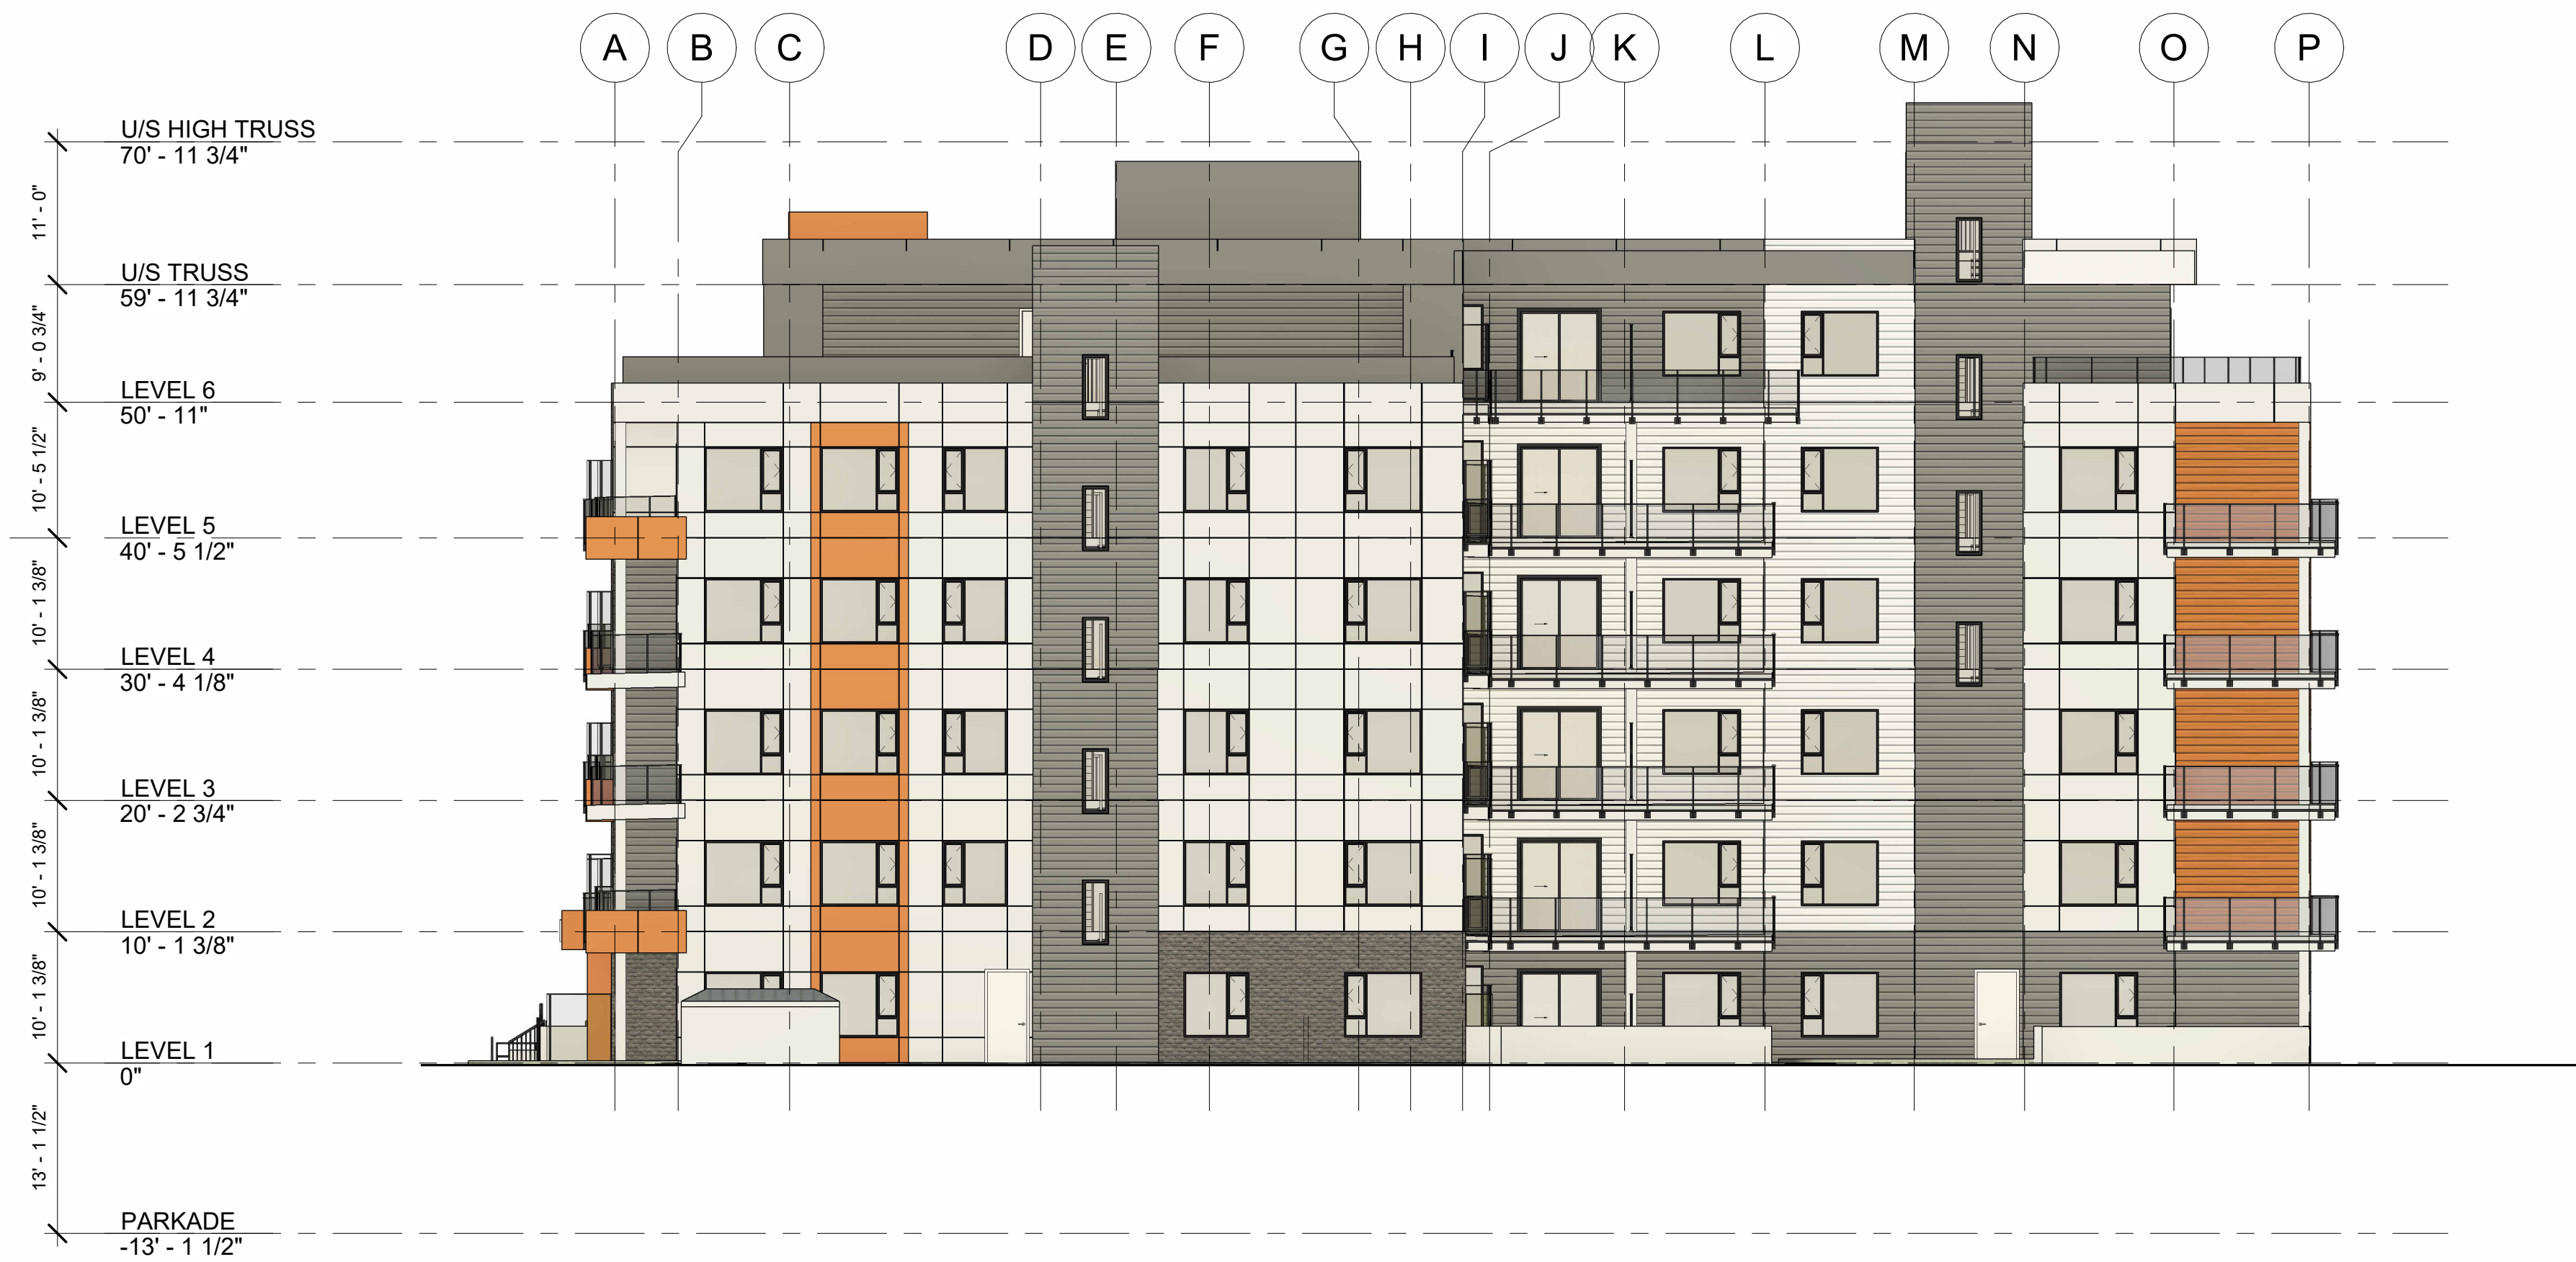 A B C D E F G H I J K L M N O P
U/S HIGH TRUSS
70' - 11 3/4"
11' - 0"
U/S TRUSS
59' - 11 3/4"
9' - 0 3/4"
LEVEL 6
50' - 11"
10' - 5 1/2"
LEVEL 5
40' - 5 1/2"
10' - 1 3/8"
LEVEL 4
30' - 4 1/8"
10' - 1 3/8"
LEVEL 3
20' - 2 3/4"
10' - 1 3/8"
LEVEL 2
10' - 1 3/8"
10' - 1 3/8"
LEVEL 1
0"
13' - 1 1/2"
PARKADE
-13' - 1 1/2"